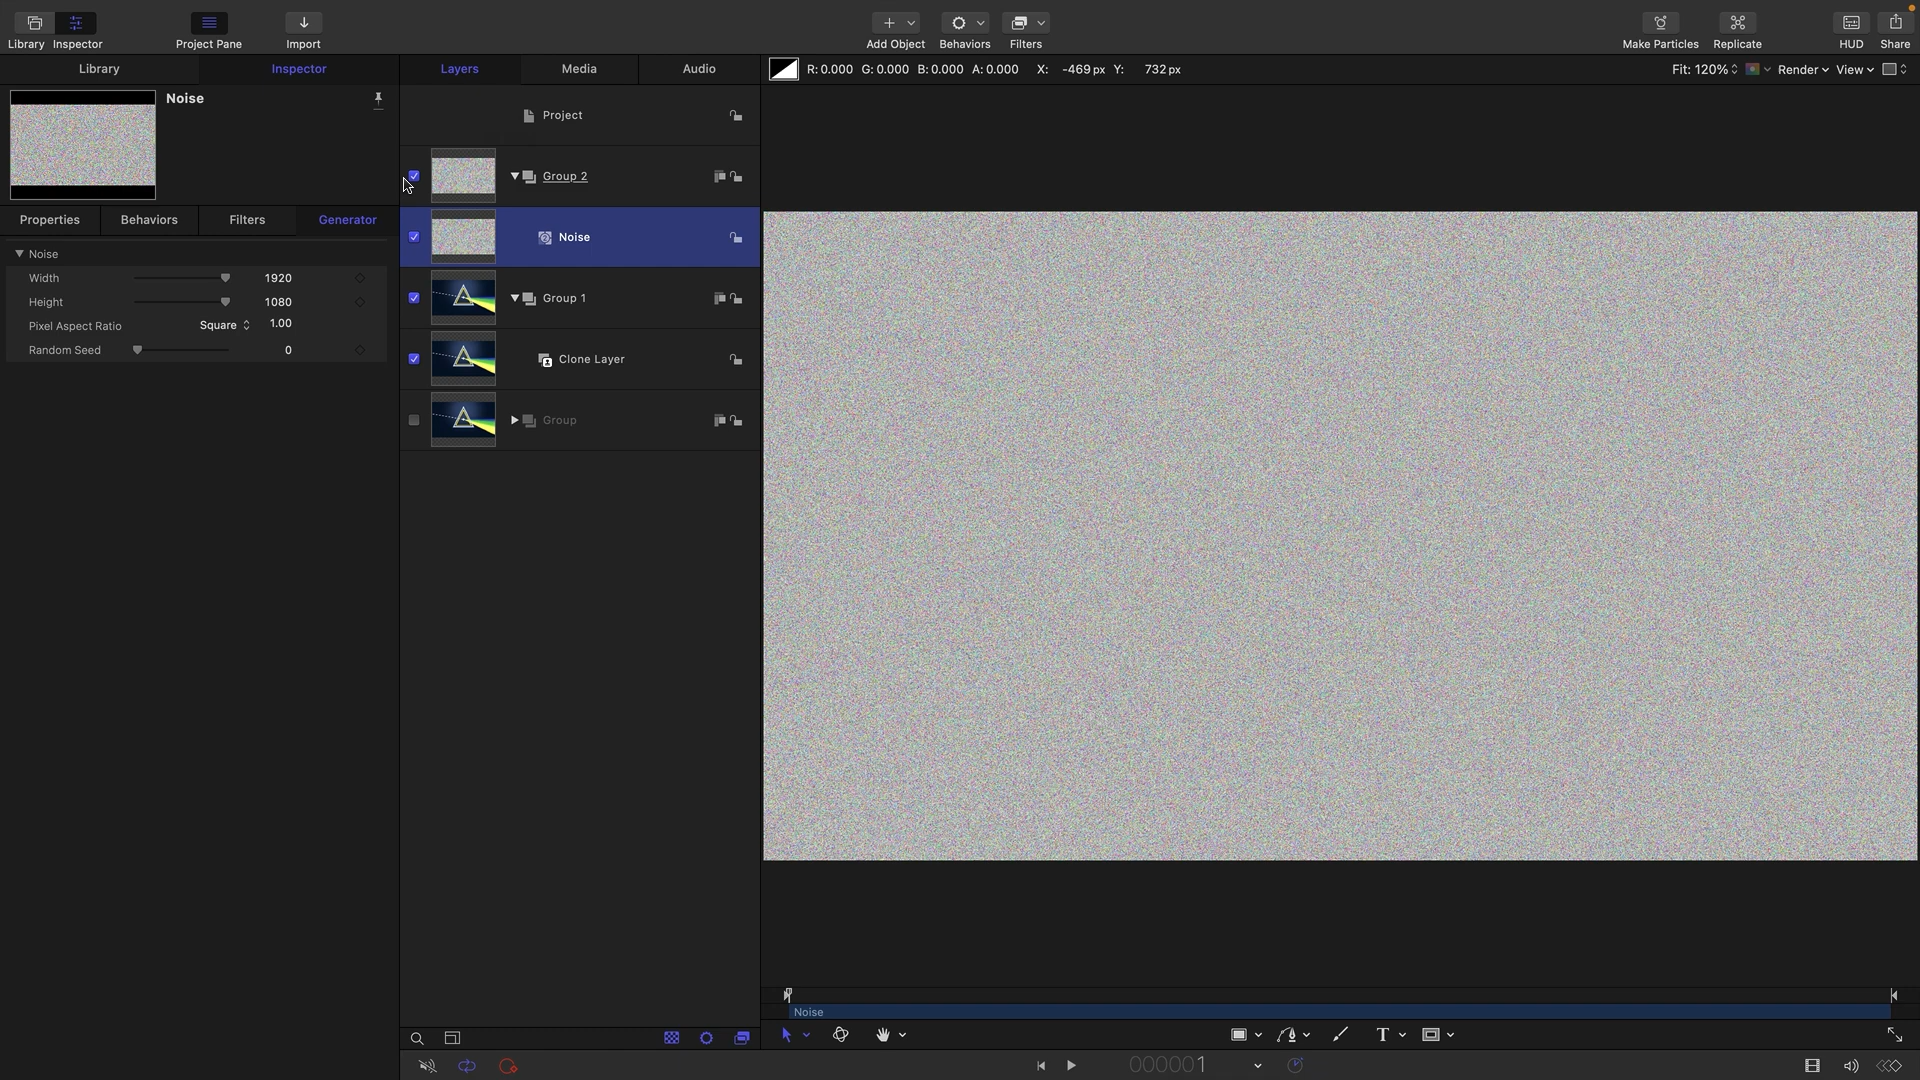 Library Inspector Project Pane Import Add Object Behaviors Filters Make Particles Replicate HUD Share
Library Inspector Layers Media Audio R: 0.000 G: 0.000 B: 0.000 A: 0.000 X: -469 px Y: 732 px Fit: 120% Render View
Noise
Project
Group 2
Properties Behaviors Filters Generator
Noise
Noise
Width 1920
Height 1080
Pixel Aspect Ratio Square 1.00
Random Seed 0
Group 1
Clone Layer
Group
Noise
T
000001